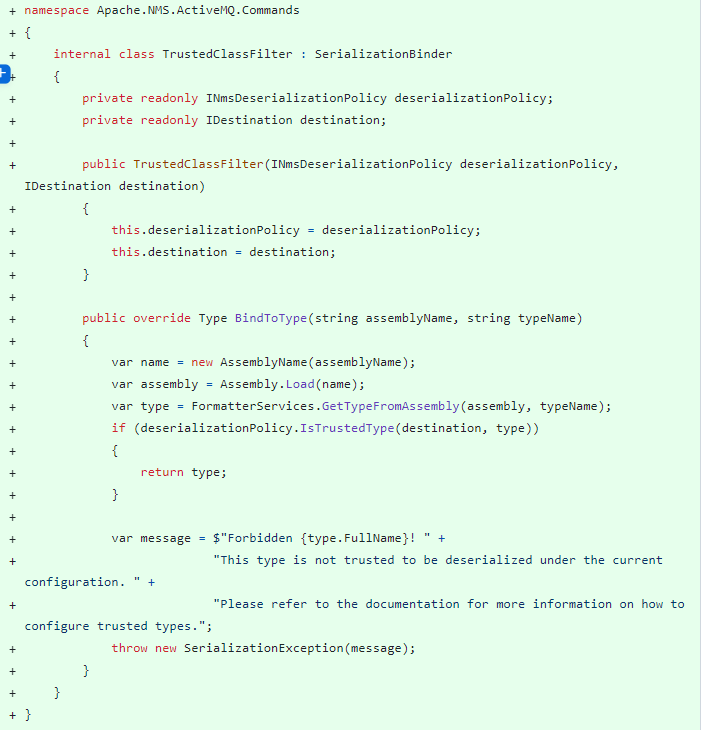 + namespace Apache.NMS.ActiveMQ.Commands
+ {
+     internal class TrustedClassFilter : SerializationBinder
+     {
+         private readonly INmsDeserializationPolicy deserializationPolicy;
+         private readonly IDestination destination;
+
+         public TrustedClassFilter(INmsDeserializationPolicy deserializationPolicy,
IDestination destination)
+         {
+             this.deserializationPolicy = deserializationPolicy;
+             this.destination = destination;
+         }
+
+         public override Type BindToType(string assemblyName, string typeName)
+         {
+             var name = new AssemblyName(assemblyName);
+             var assembly = Assembly.Load(name);
+             var type = FormatterServices.GetTypeFromAssembly(assembly, typeName);
+             if (deserializationPolicy.IsTrustedType(destination, type))
+             {
+                 return type;
+             }
+
+             var message = $"Forbidden {type.FullName}! " +
+                           "This type is not trusted to be deserialized under the current
configuration. " +
+                           "Please refer to the documentation for more information on how to
configure trusted types.";
+             throw new SerializationException(message);
+         }
+     }
+ }